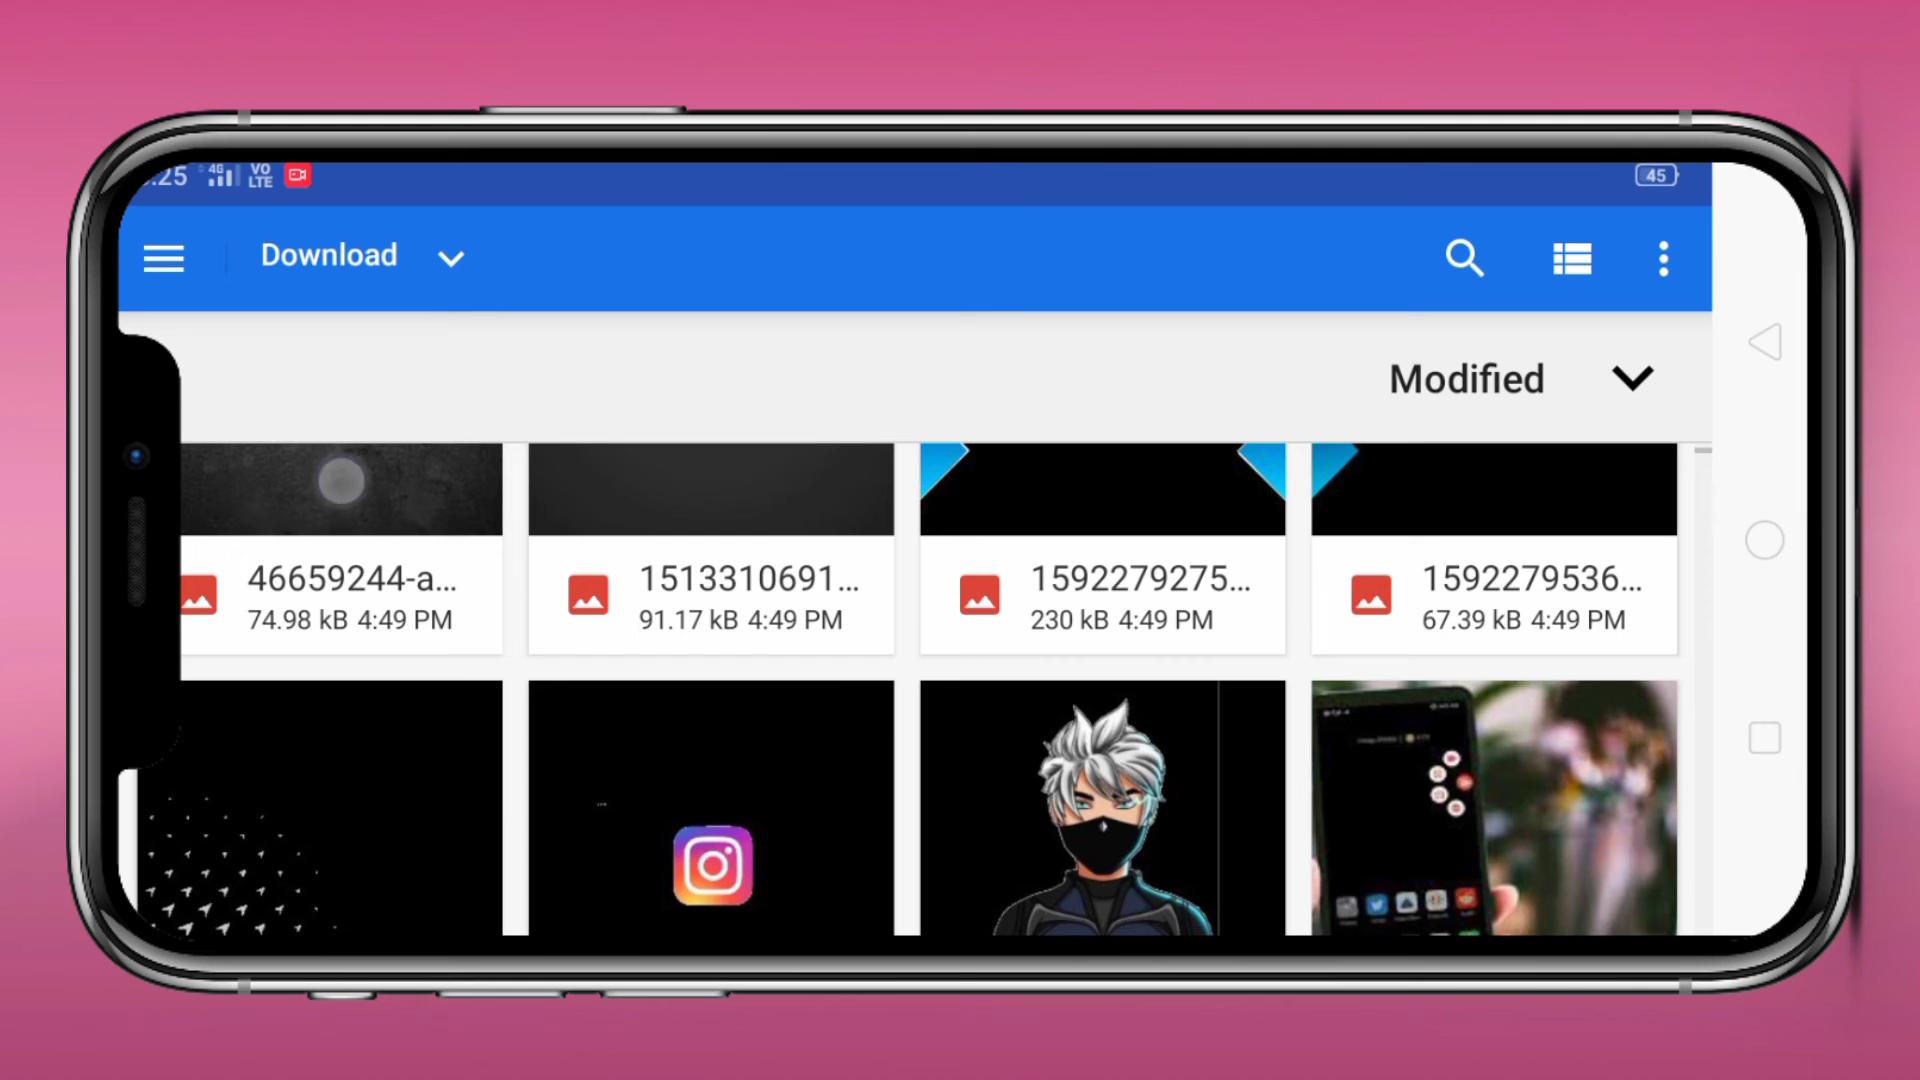 :25 4G VO LTE 45
Download
Modified
46659244-a...
74.98 kB 4:49 PM
1513310691...
91.17 kB 4:49 PM
1592279275...
230 kB 4:49 PM
1592279536...
67.39 kB 4:49 PM